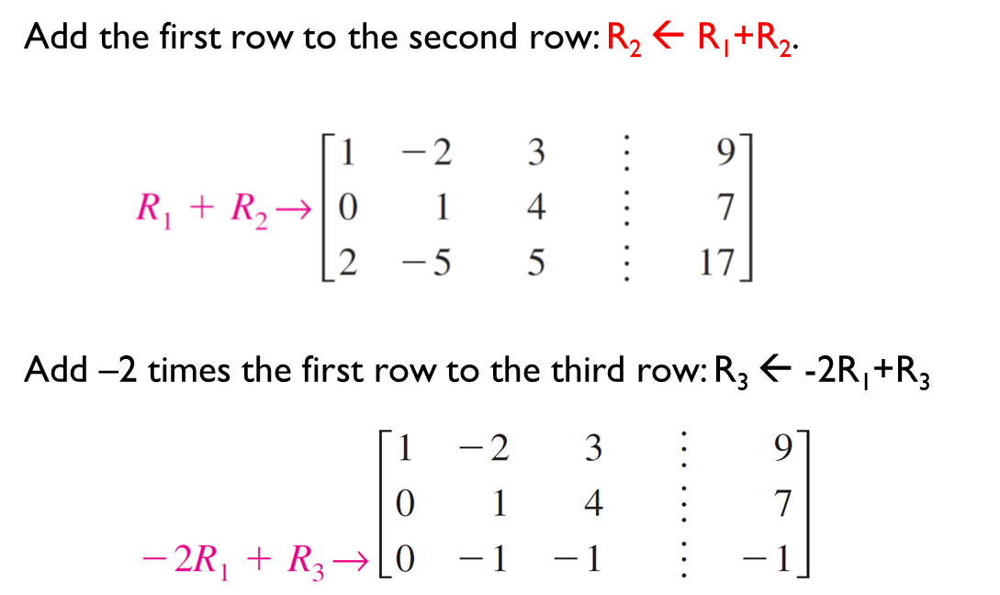 Add the first row to the second row: R₂ ← R₁+R₂.
[1 −2 3 ⋮ 9]
R₁ + R₂ → [0 1 4 ⋮ 7]
[2 −5 5 ⋮ 17]
Add –2 times the first row to the third row: R₃ ← -2R₁+R₃
[1 −2 3 ⋮ 9]
[0 1 4 ⋮ 7]
−2R₁ + R₃ → [0 −1 −1 ⋮ −1]